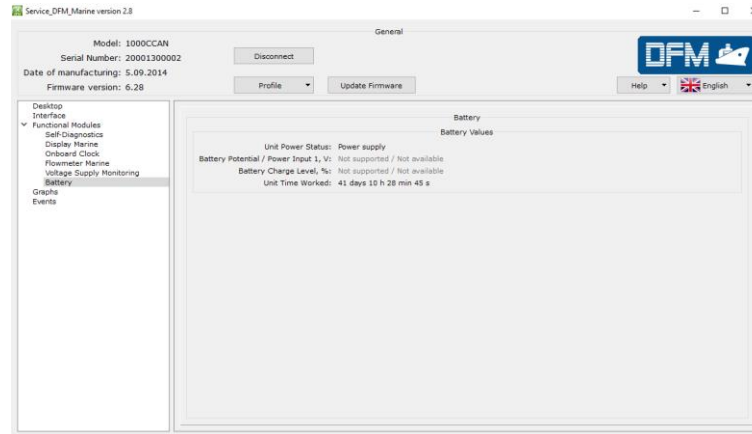 Service_DFM_Marine version 2.8
General
Model: 1000CCAN
Serial Number: 20001300002
Date of manufacturing: 5.09.2014
Firmware version: 6.28
Disconnect
Profile
Update Firmware
DFM
Help
English
Desktop
Interface
Functional Modules
Self-Diagnostics
Display Marine
Onboard Clock
Flowmeter Marine
Voltage Supply Monitoring
Battery
Graphs
Events
Battery
Battery Values
Unit Power Status: Power supply
Battery Potential / Power Input 1, V: Not supported / Not available
Battery Charge Level, %: Not supported / Not available
Unit Time Worked: 41 days 10 h 28 min 45 s